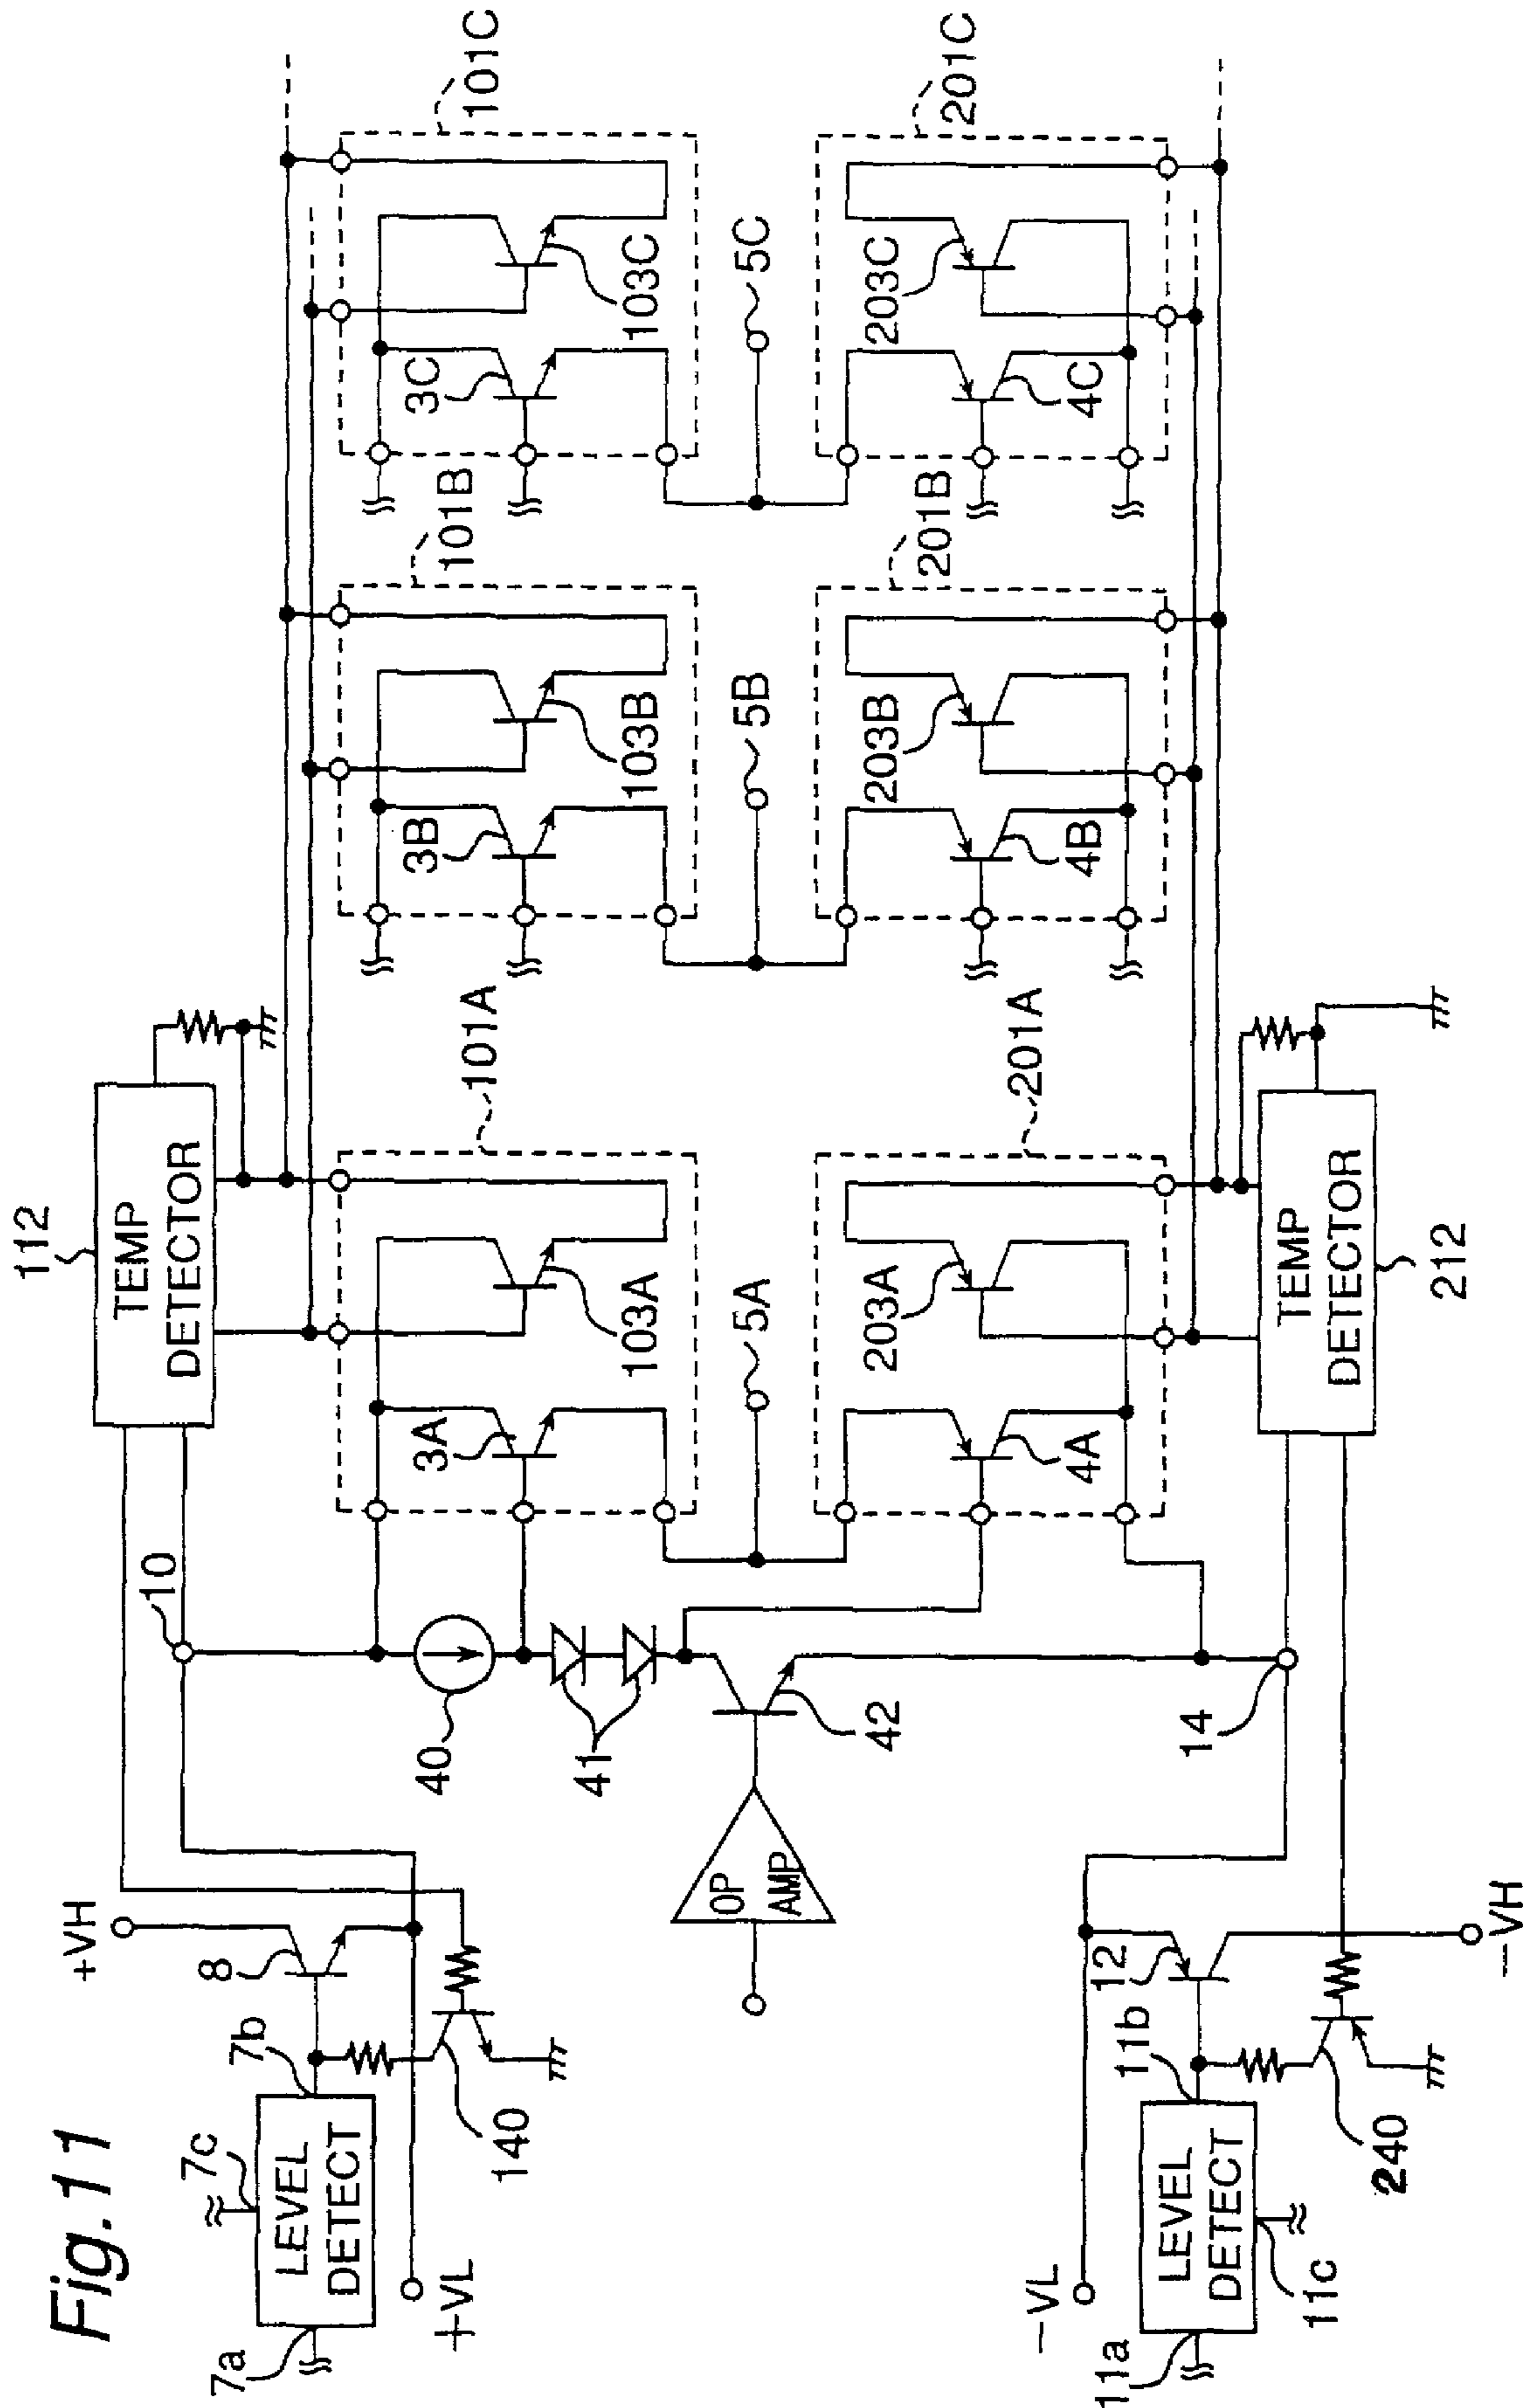 Fig.11
7a
7c
7b
LEVEL
DETECT
+VL
+VH
8
140
10
112
TEMP
DETECTOR
40
41
42
OP
AMP
3A
103A
101A
5A
4A
203A
201A
3B
103B
101B
5B
4B
203B
201B
3C
103C
101C
5C
4C
203C
201C
14
TEMP
DETECTOR
212
-VL
11a
11c
11b
LEVEL
DETECT
12
240
-VH